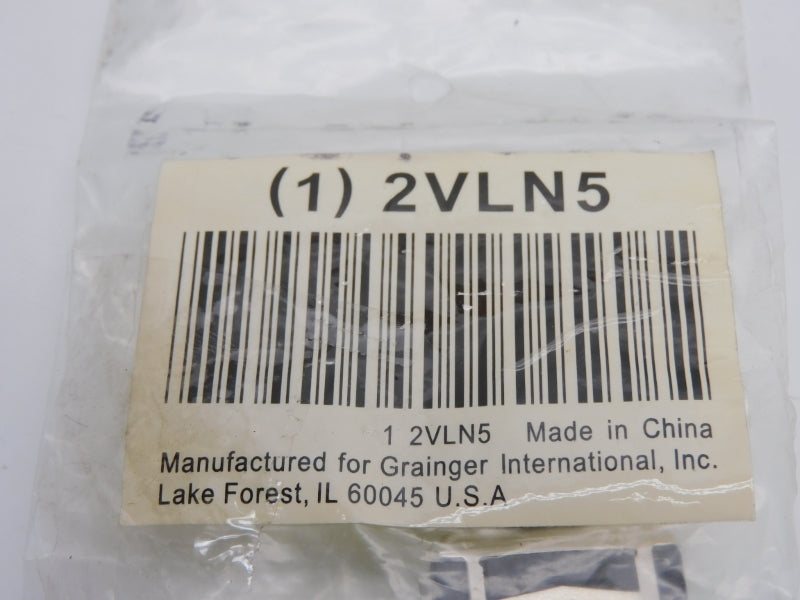 (1) 2VLN5
1 2VLN5 Made in China
Manufactured for Grainger International, Inc.
Lake Forest, IL 60045 U.S.A